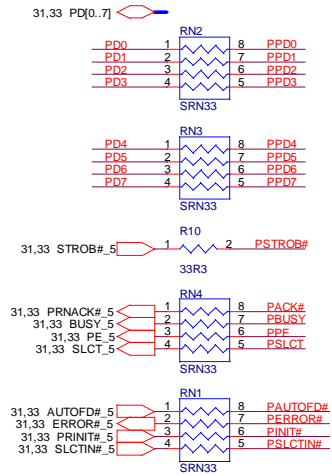 31,33 PD[0..7]
RN2
PD0 1 8 PPD0
PD1 2 7 PPD1
PD2 3 6 PPD2
PD3 4 5 PPD3
SRN33
RN3
PD4 1 8 PPD4
PD5 2 7 PPD5
PD6 3 6 PPD6
PD7 4 5 PPD7
SRN33
R10
31,33 STROB#_5 1 2 PSTROB#
33R3
RN4
31,33 PRNACK#_5 1 8 PACK#
31,33 BUSY_5 2 7 PBUSY
31,33 PE_5 3 6 PPE
31,33 SLCT_5 4 5 PSLCT
SRN33
RN1
31,33 AUTOFD#_5 1 8 PAUTOFD#
31,33 ERROR#_5 2 7 PERROR#
31,33 PRINIT#_5 3 6 PINIT#
31,33 SLCTIN#_5 4 5 PSLCTIN#
SRN33